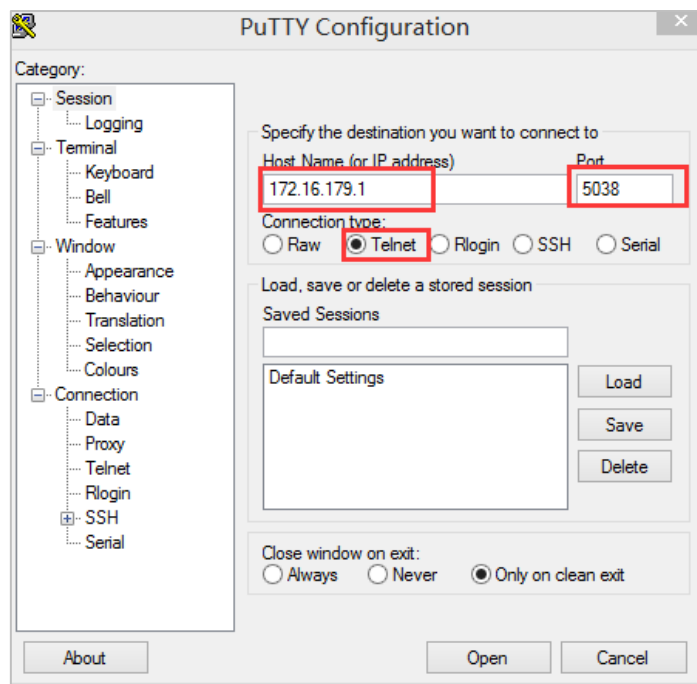 PuTTY Configuration
Category:
Session
Logging
Terminal
Keyboard
Bell
Features
Window
Appearance
Behaviour
Translation
Selection
Colours
Connection
Data
Proxy
Telnet
Rlogin
SSH
Serial
Specify the destination you want to connect to
Host Name (or IP address) Port
172.16.179.1 5038
Connection type:
Raw Telnet Rlogin SSH Serial
Load, save or delete a stored session
Saved Sessions
Default Settings
Load
Save
Delete
Close window on exit:
Always Never Only on clean exit
About Open Cancel